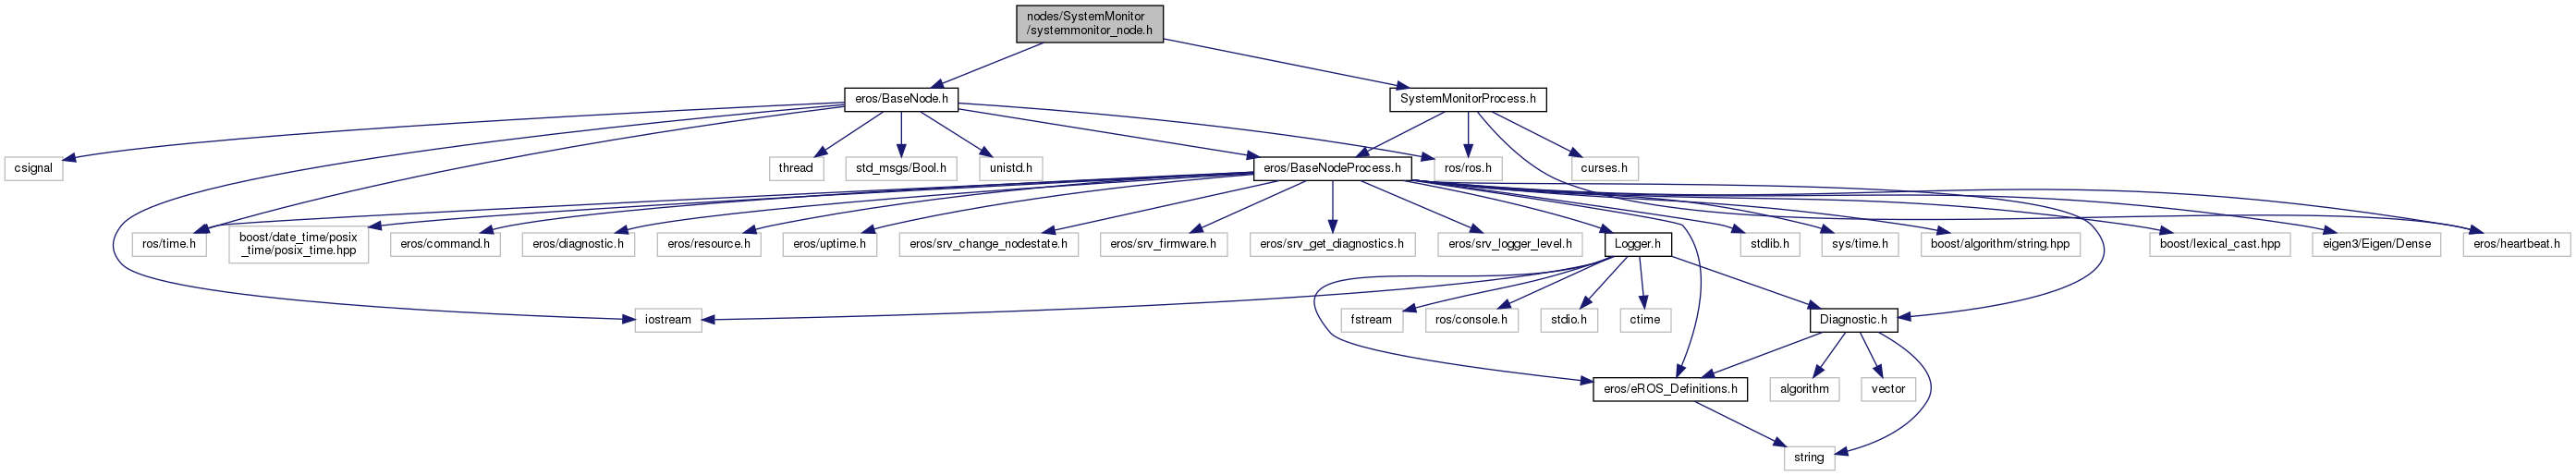 nodes/SystemMonitor
/systemmonitor_node.h
eros/BaseNode.h
SystemMonitorProcess.h
csignal
thread
std_msgs/Bool.h
unistd.h
eros/BaseNodeProcess.h
ros/ros.h
curses.h
ros/time.h
boost/date_time/posix
_time/posix_time.hpp
eros/command.h
eros/diagnostic.h
eros/resource.h
eros/uptime.h
eros/srv_change_nodestate.h
eros/srv_firmware.h
eros/srv_get_diagnostics.h
eros/srv_logger_level.h
Logger.h
stdlib.h
sys/time.h
boost/algorithm/string.hpp
boost/lexical_cast.hpp
eigen3/Eigen/Dense
eros/heartbeat.h
iostream
fstream
ros/console.h
stdio.h
ctime
Diagnostic.h
eros/eROS_Definitions.h
algorithm
vector
string